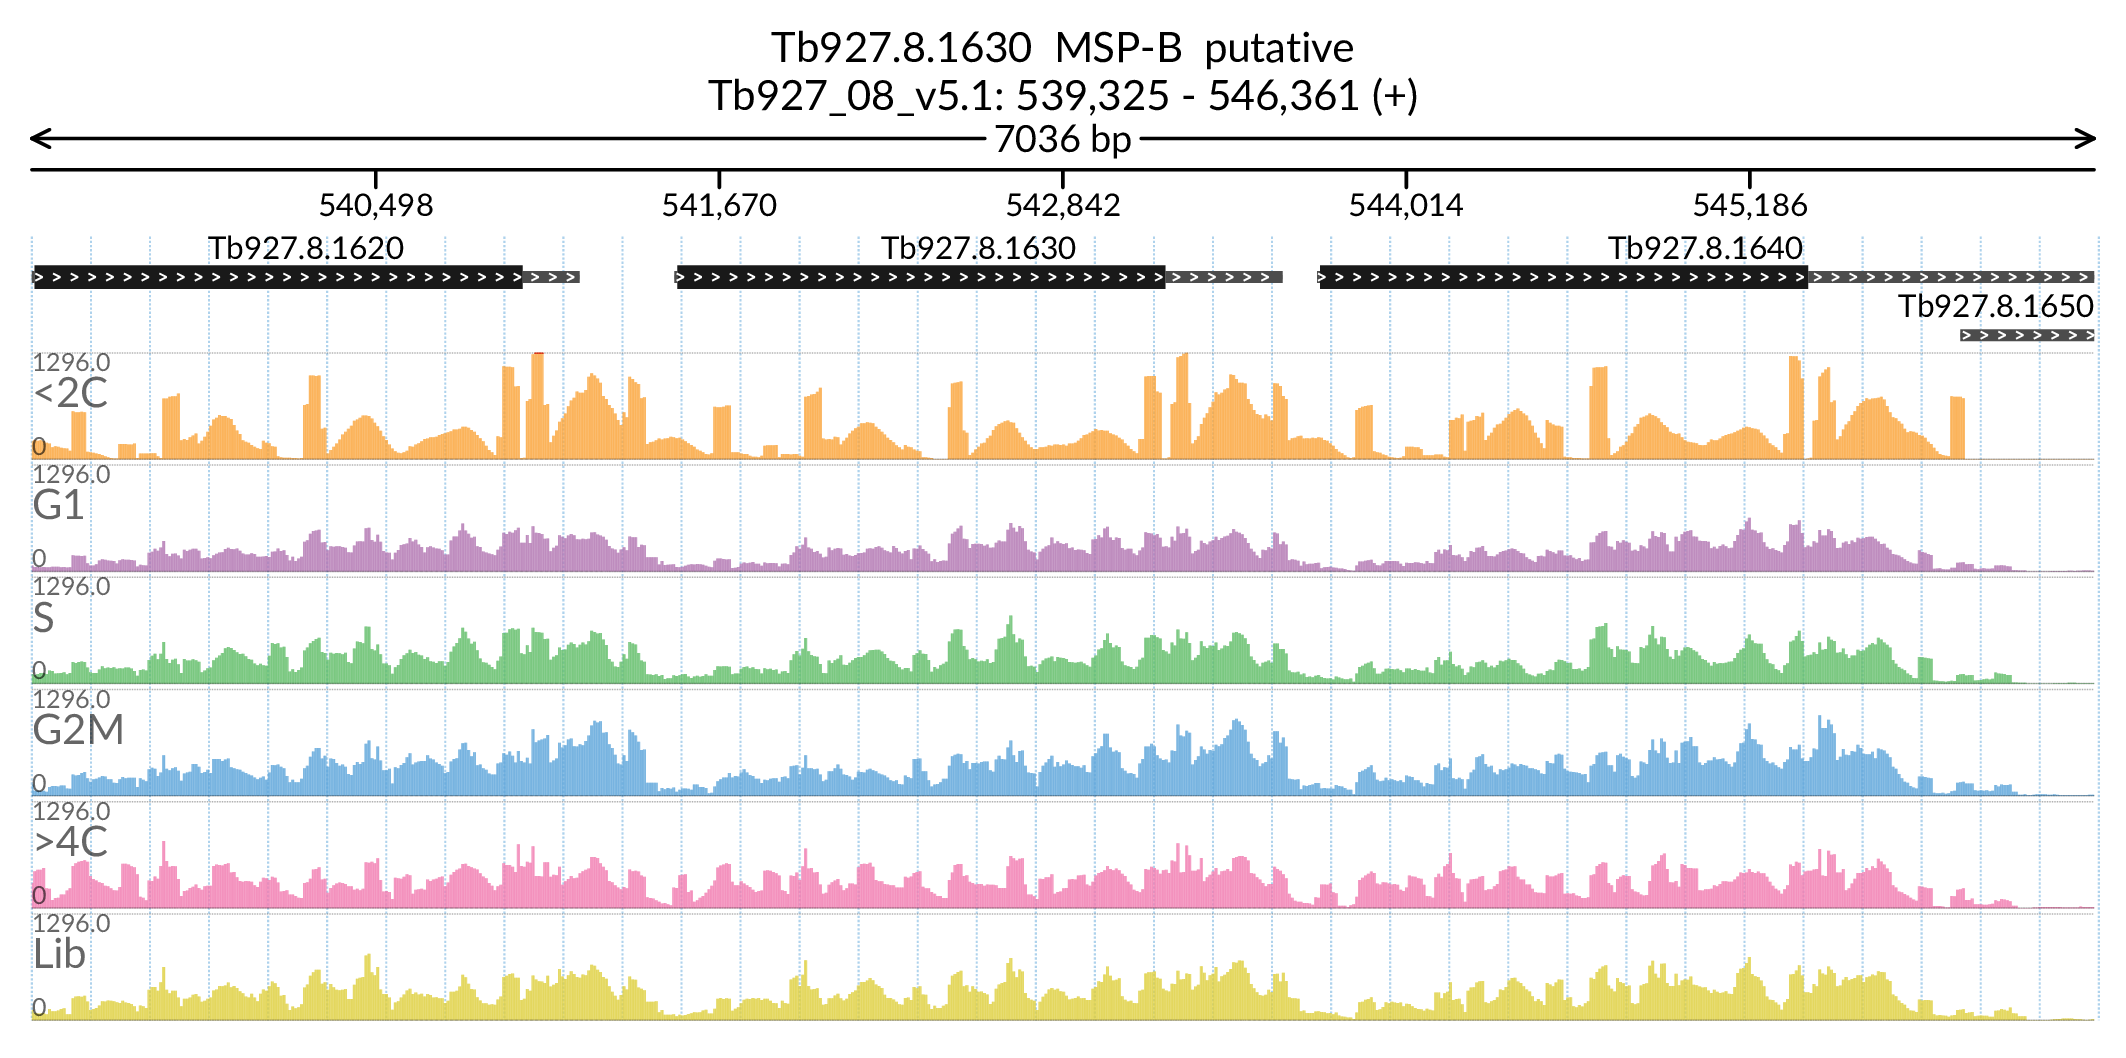 Tb927.8.1630 MSP-B putative
Tb927_08_v5.1: 539,325 - 546,361 (+)
7036 bp
540,498 541,670 542,842 544,014 545,186
Tb927.8.1620 Tb927.8.1630 Tb927.8.1640
Tb927.8.1650
1296.0
<2C
0
1296.0
G1
0
1296.0
S
0
1296.0
G2M
0
1296.0
>4C
0
1296.0
Lib
0